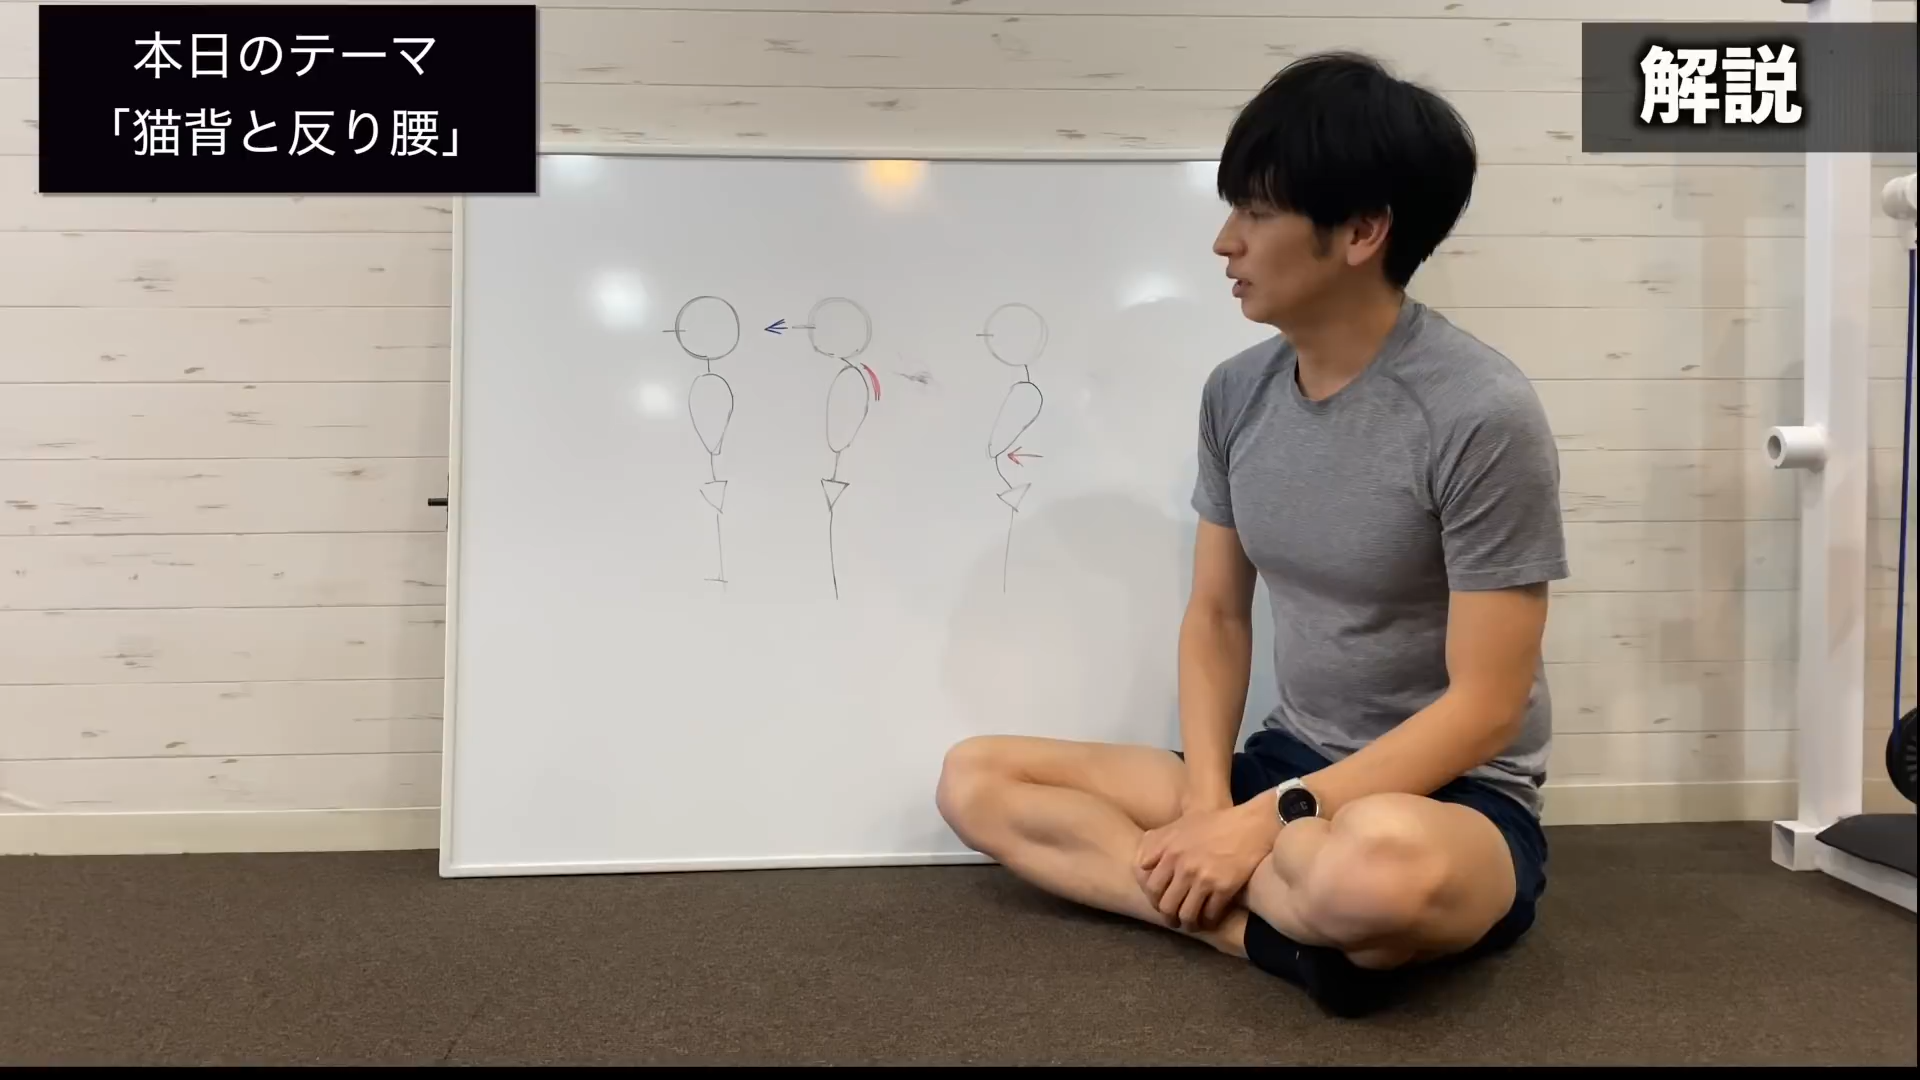 本日のテーマ
「猫背と反り腰」
解説